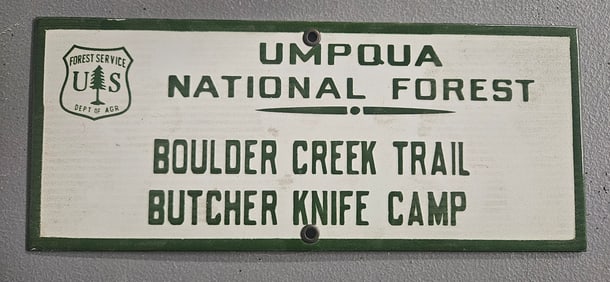 FOREST SERVICE
U S
DEPT OF AGR
UMPQUA
NATIONAL FOREST
BOULDER CREEK TRAIL
BUTCHER KNIFE CAMP